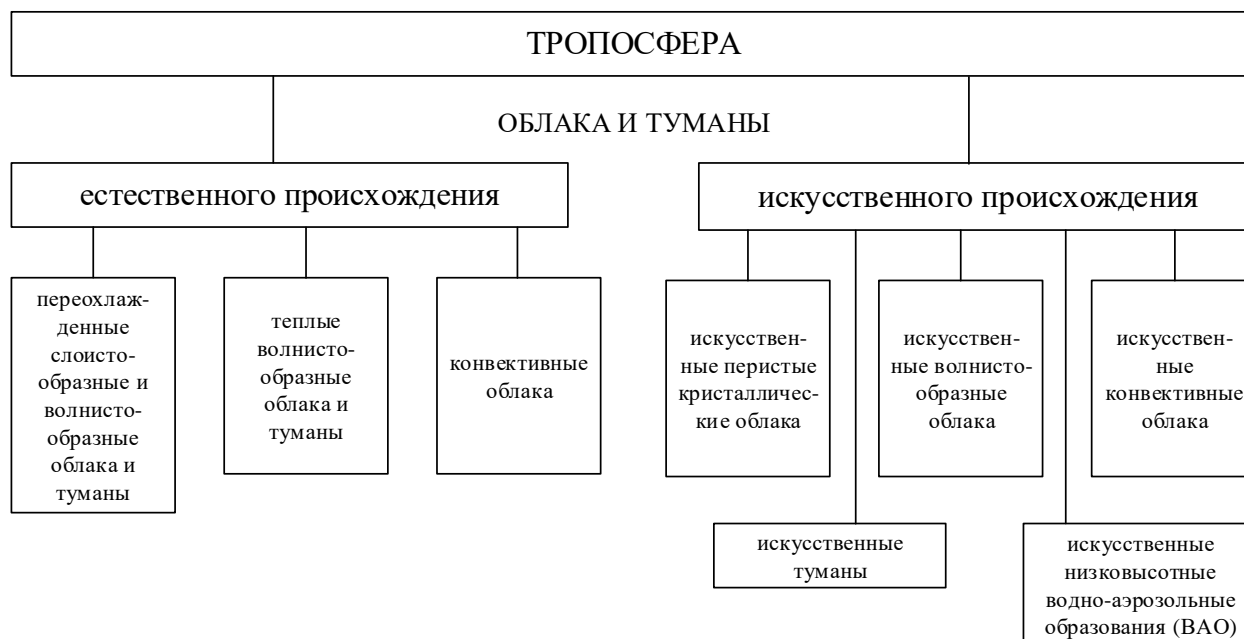 ТРОПОСФЕРА
ОБЛАКА И ТУМАНЫ
естественного происхождения
искусственного происхождения
переохлаж-
денные
слоисто-
образные и
волнисто-
образные
облака и
туманы
теплые
волнисто-
образные
облака и
туманы
конвективные
облака
искусствен-
ные перистые
кристалличес-
кие облака
искусствен-
ные волнисто-
образные
облака
искусствен-
ные
конвективные
облака
искусственные
туманы
искусственные
низковысотные
водно-аэрозольные
образования (ВАО)